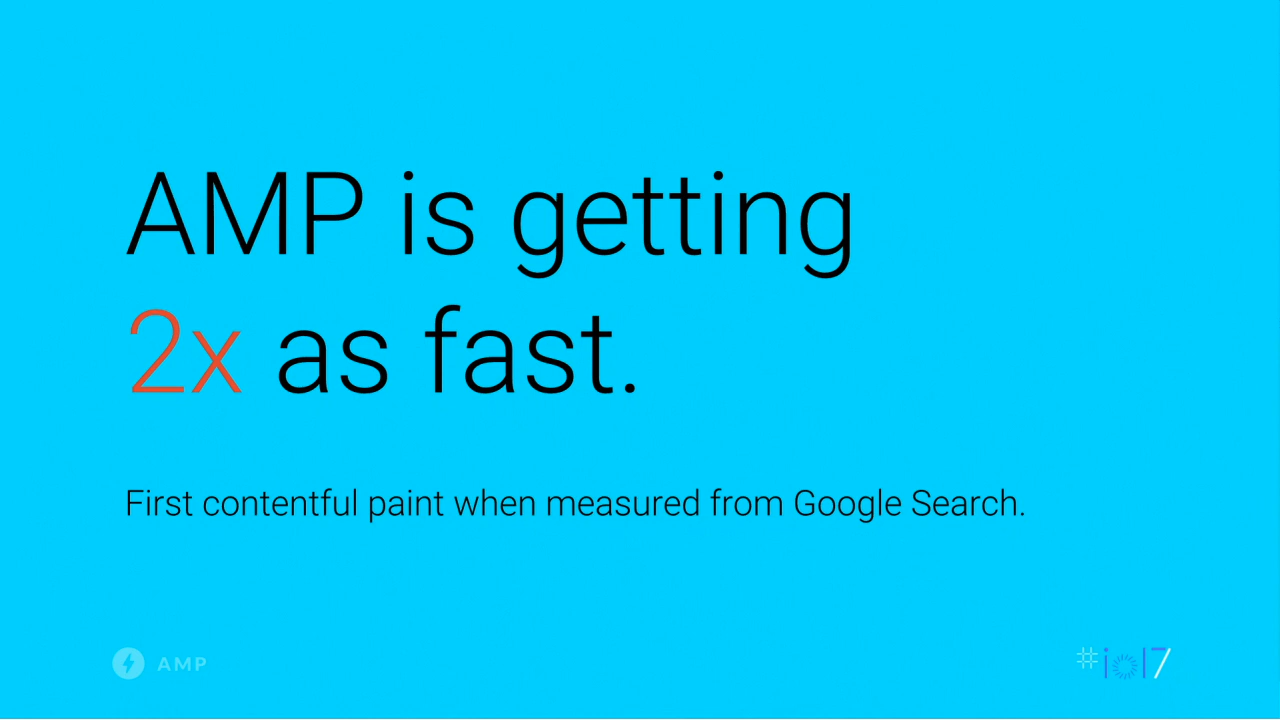 AMP is getting
2x as fast.
First contentful paint when measured from Google Search.
AMP
#io17